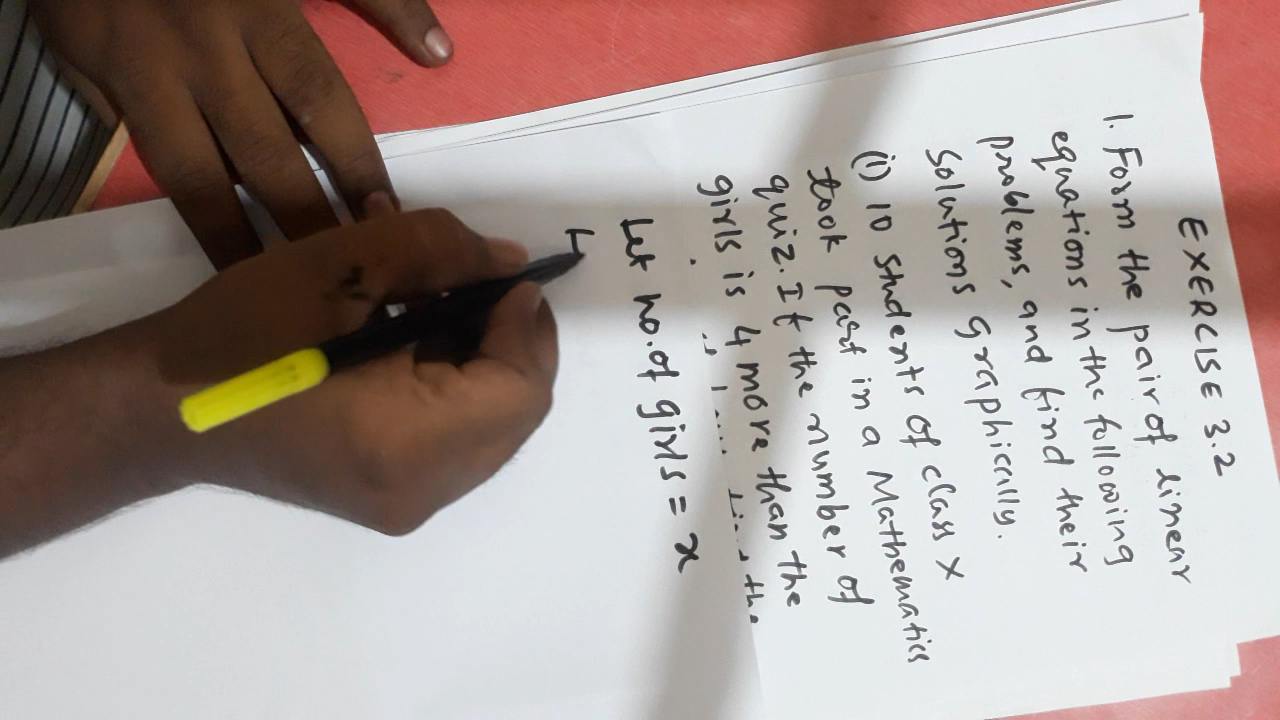 EXERCISE 3.2
1. Form the pair of linear
equations in the following
problems, and find their
Solutions graphically.
(i) 10 students of class X
took part in a Mathematics
quiz. If the number of
girls is 4 more than the
Let no. of girls = x